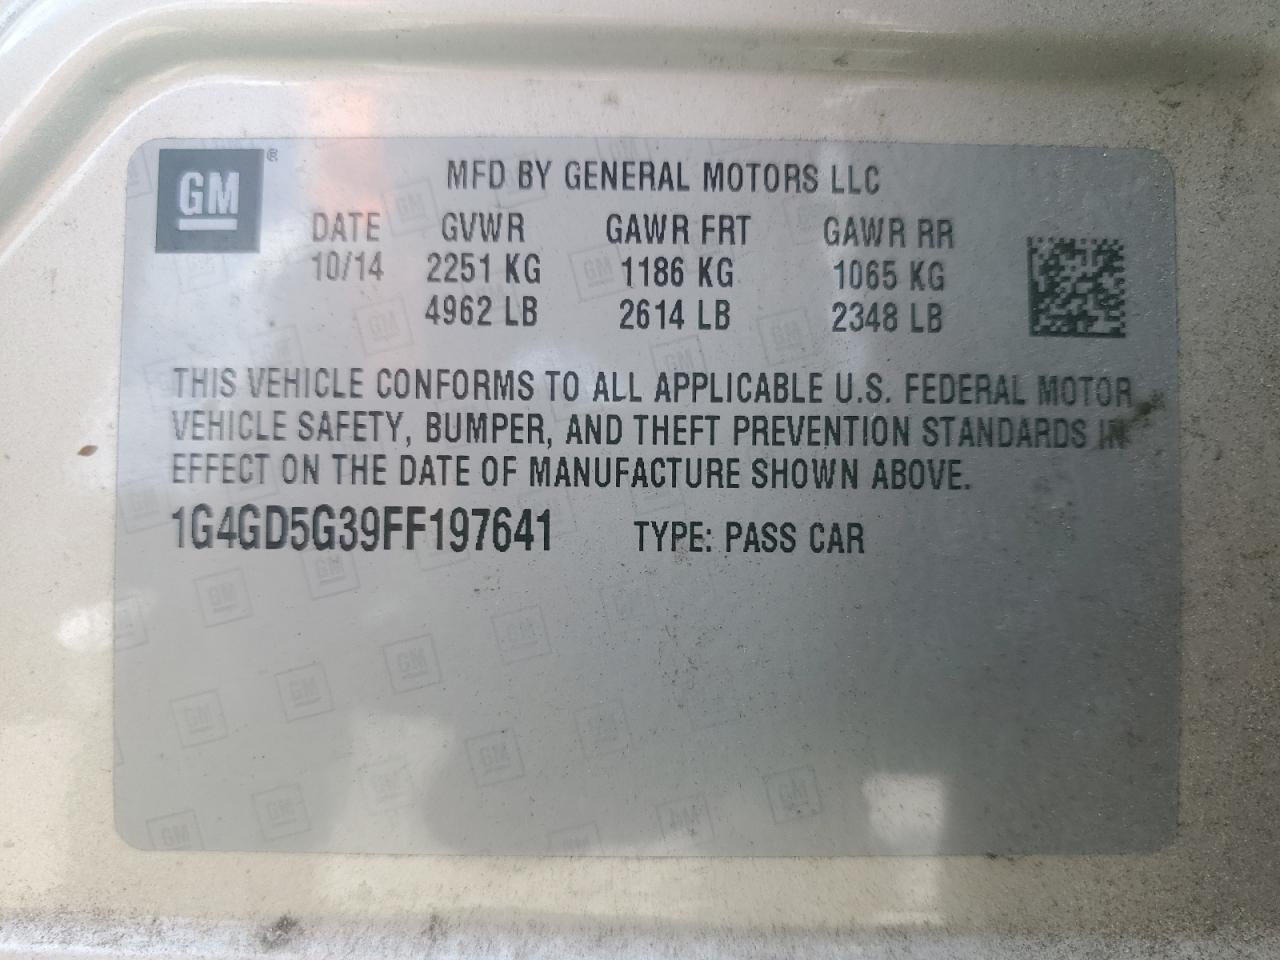 GM®
MFD BY GENERAL MOTORS LLC
DATE GVWR GAWR FRT GAWR RR
10/14 2251 KG 1186 KG 1065 KG
4962 LB 2614 LB 2348 LB
THIS VEHICLE CONFORMS TO ALL APPLICABLE U.S. FEDERAL MOTOR
VEHICLE SAFETY, BUMPER, AND THEFT PREVENTION STANDARDS IN
EFFECT ON THE DATE OF MANUFACTURE SHOWN ABOVE.
1G4GD5G39FF197641 TYPE: PASS CAR